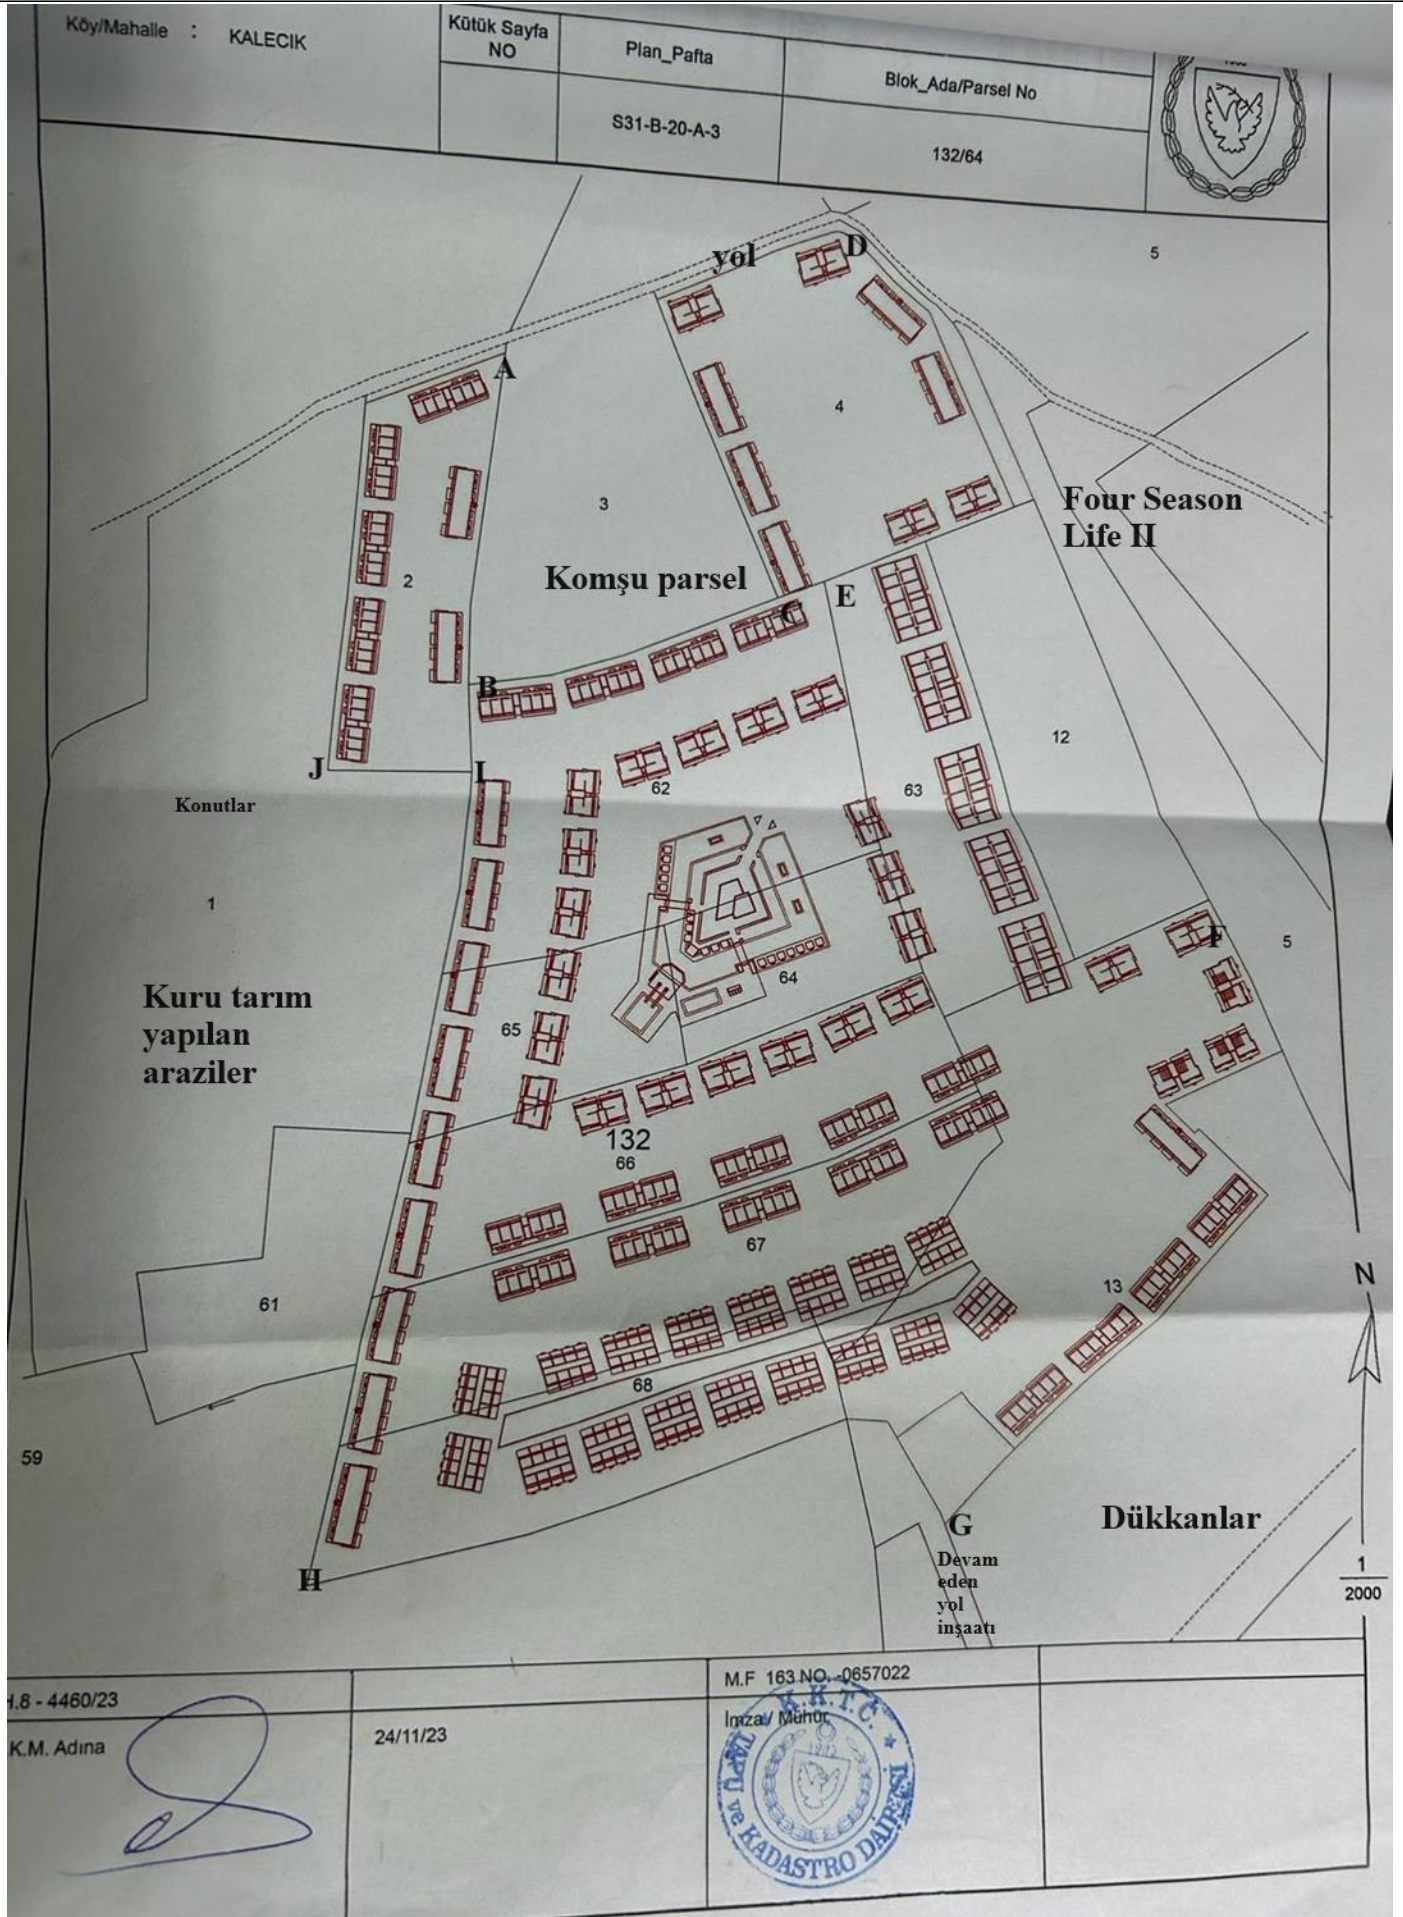 Köy/Mahalle : KALECIK
Kütük Sayfa
NO
Plan_Pafta
Blok_Ada/Parsel No
S31-B-20-A-3
132/64
5
yol
D
A
4
3
Four Season
Life II
2
Komşu parsel
E
C
B
12
J
I
62
63
Konutlar
1
F
5
64
Kuru tarım
yapılan
araziler
65
132
66
67
N
13
61
68
59
G
Dükkanlar
Devam
eden
yol
inşaatı
H
1
2000
M.F 163 NO. -0657022
H.8 - 4460/23
İmza / Mühür
24/11/23
K.M. Adına
K.K.T.C.
1983
TAPU ve KADASTRO DAİRESİ